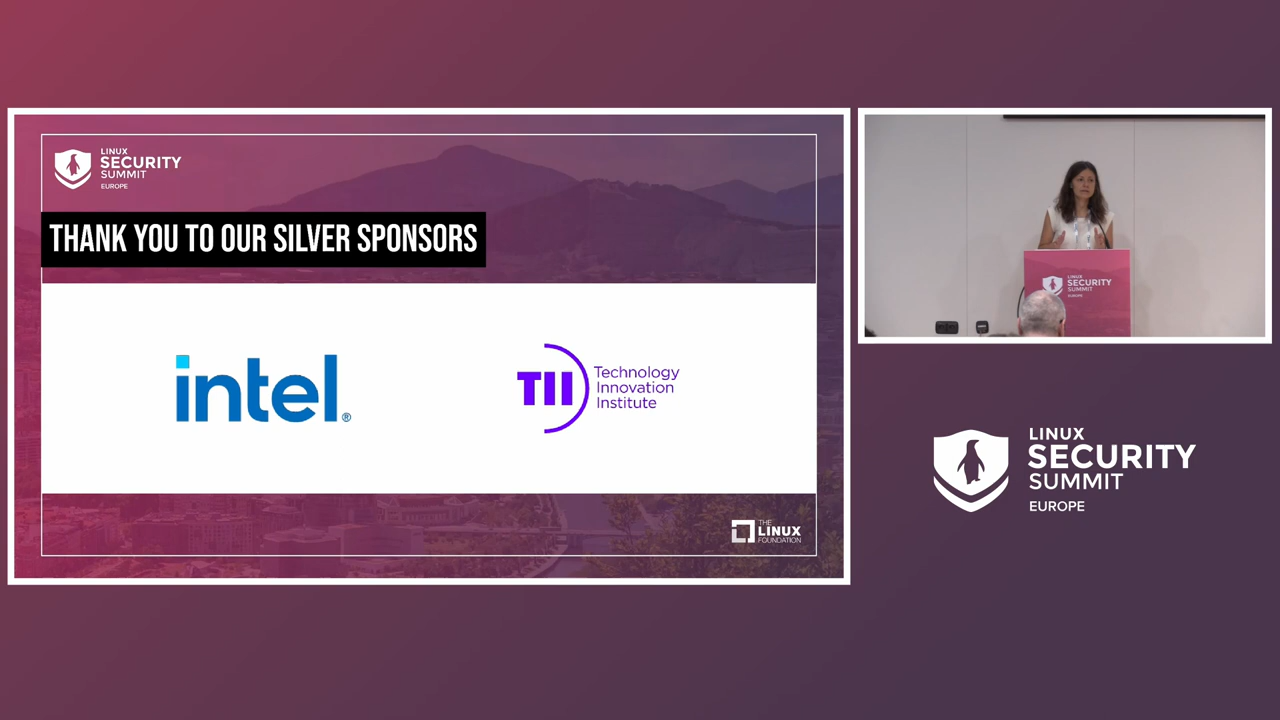 LINUX
SECURITY
SUMMIT
EUROPE
THANK YOU TO OUR SILVER SPONSORS
intel®
TII
Technology
Innovation
Institute
THE
LINUX
FOUNDATION
LINUX
SECURITY
SUMMIT
EUROPE
LINUX
SECURITY
SUMMIT
EUROPE